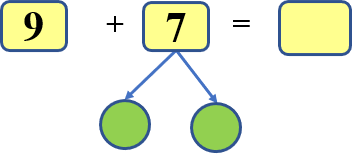 9 + 7 =